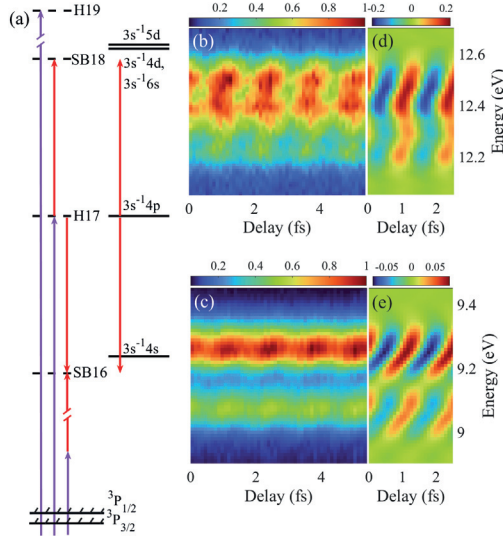 (a)
H19
3s⁻¹5d
SB18
3s⁻¹4d,
3s⁻¹6s
H17
3s⁻¹4p
3s⁻¹4s
SB16
³P₁/₂
³P₃/₂
0.2 0.4 0.6 0.8 1
(b)
0 2 4
Delay (fs)
-0.2 0 0.2
(d)
12.6
12.4
12.2
Energy (eV)
0 1 2
Delay (fs)
0.2 0.4 0.6 0.8 1
(c)
0 2 4
Delay (fs)
-0.05 0 0.05
(e)
9.4
9.2
9
Energy (eV)
0 1 2
Delay (fs)